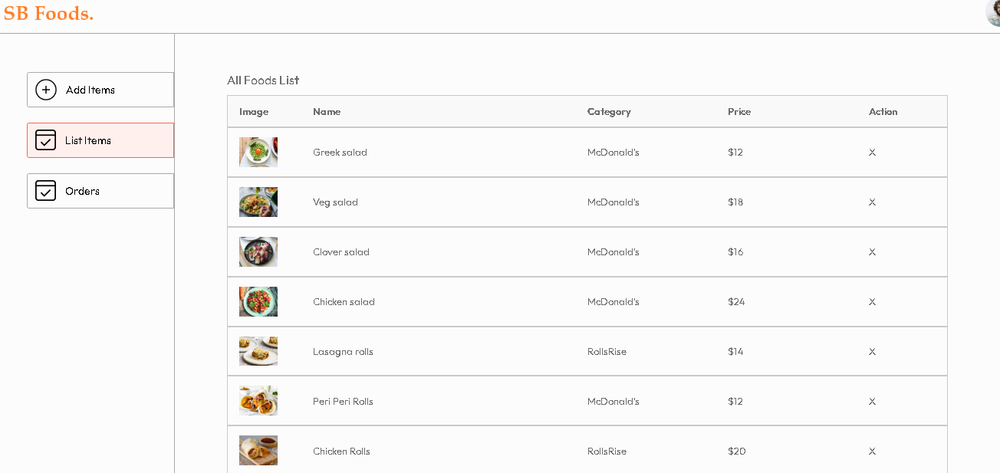 SB Foods.
Add Items
List Items
Orders
All Foods List
Image Name Category Price Action
Greek salad McDonald's $12 X
Veg salad McDonald's $18 X
Clover salad McDonald's $16 X
Chicken salad McDonald's $24 X
Lasagna rolls RollsRise $14 X
Peri Peri Rolls McDonald's $12 X
Chicken Rolls RollsRise $20 X